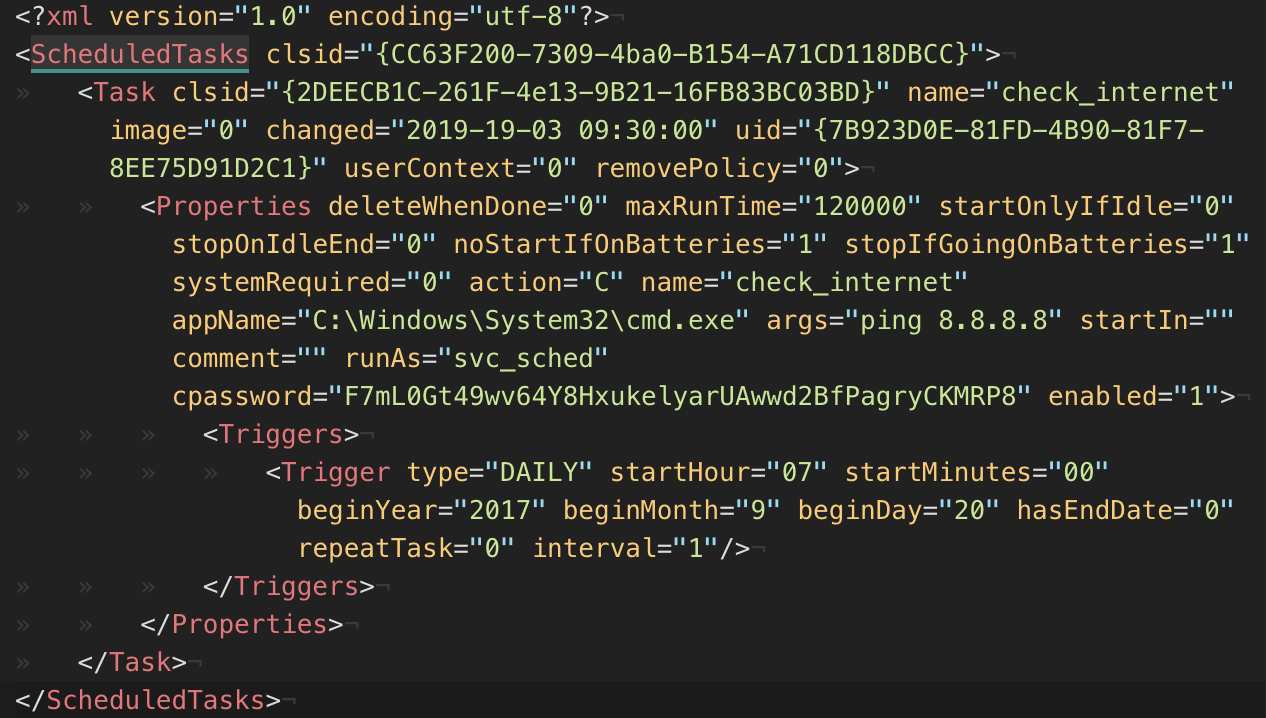 <?xml version="1.0" encoding="utf-8"?>
<ScheduledTasks clsid="{CC63F200-7309-4ba0-B154-A71CD118DBCC}">
<Task clsid="{2DEECB1C-261F-4e13-9B21-16FB83BC03BD}" name="check_internet"
image="0" changed="2019-19-03 09:30:00" uid="{7B923D0E-81FD-4B90-81F7-
8EE75D91D2C1}" userContext="0" removePolicy="0">
<Properties deleteWhenDone="0" maxRunTime="120000" startOnlyIfIdle="0"
stopOnIdleEnd="0" noStartIfOnBatteries="1" stopIfGoingOnBatteries="1"
systemRequired="0" action="C" name="check_internet"
appName="C:\Windows\System32\cmd.exe" args="ping 8.8.8.8" startIn=""
comment="" runAs="svc_sched"
cpassword="F7mL0Gt49wv64Y8HxukelyarUAwwd2BfPagryCKMRP8" enabled="1">
<Triggers>
<Trigger type="DAILY" startHour="07" startMinutes="00"
beginYear="2017" beginMonth="9" beginDay="20" hasEndDate="0"
repeatTask="0" interval="1"/>
</Triggers>
</Properties>
</Task>
</ScheduledTasks>